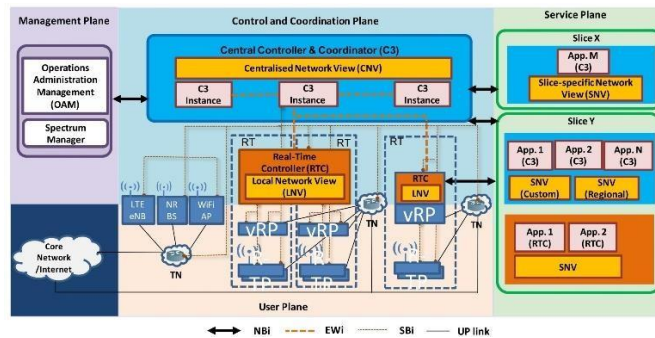 Management Plane
Control and Coordination Plane
Service Plane
Operations
Administration
Management
(OAM)
Spectrum
Manager
Central Controller & Coordinator (C3)
Centralised Network View (CNV)
C3
Instance
C3
Instance
C3
Instance
Slice X
App. M
(C3)
Slice-specific Network
View (SNV)
Slice Y
App. 1
(C3)
App. 2
(C3)
App. N
(C3)
SNV
(Custom)
SNV
(Regional)
App. 1
(RTC)
App. 2
(RTC)
SNV
RT
Real-Time
Controller (RTC)
Local Network View
(LNV)
RT
RTC
LNV
LTE
eNB
NR
BS
WiFi
AP
vRP
vRP
vRP
TN
TN
TN
Core
Network
/Internet
User Plane
NBi
EWi
SBi
UP link